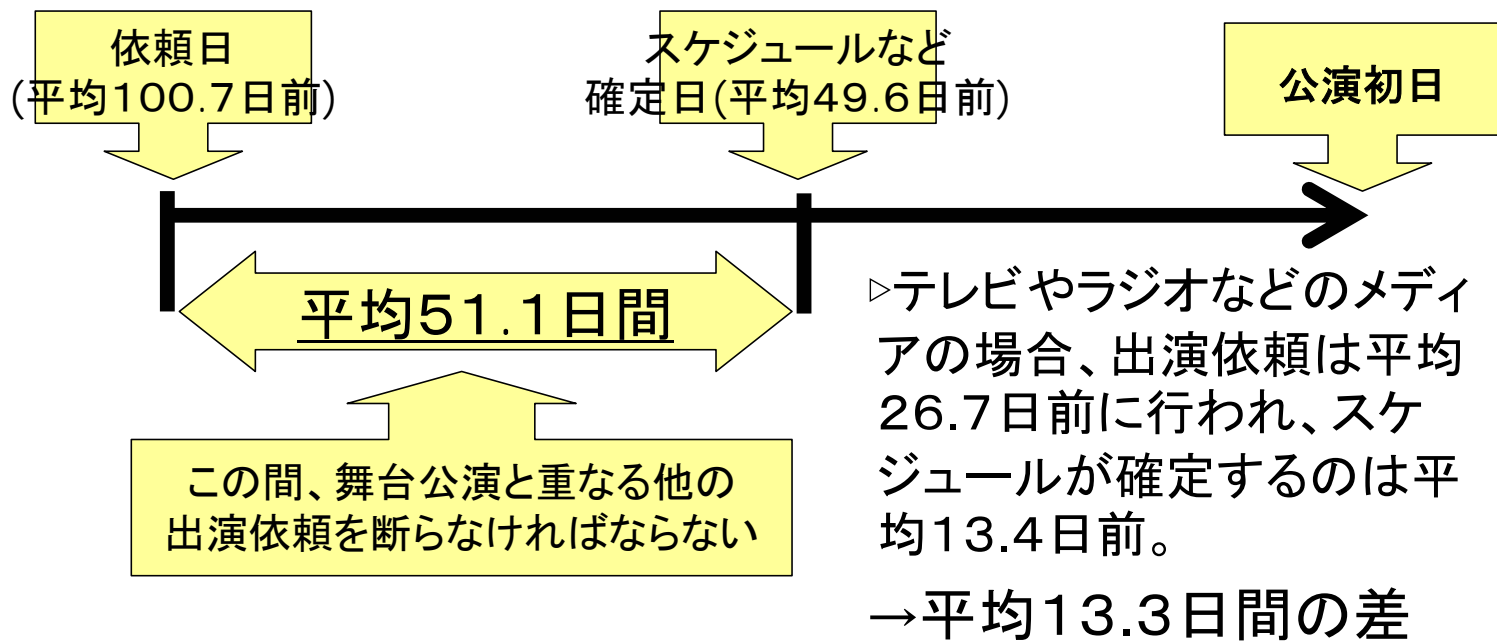 依頼日
(平均100.7日前)
スケジュールなど
確定日(平均49.6日前)
公演初日
平均51.1日間
この間、舞台公演と重なる他の
出演依頼を断らなければならない
▷テレビやラジオなどのメディ
アの場合、出演依頼は平均
26.7日前に行われ、スケ
ジュールが確定するのは平
均13.4日前。
→平均13.3日間の差